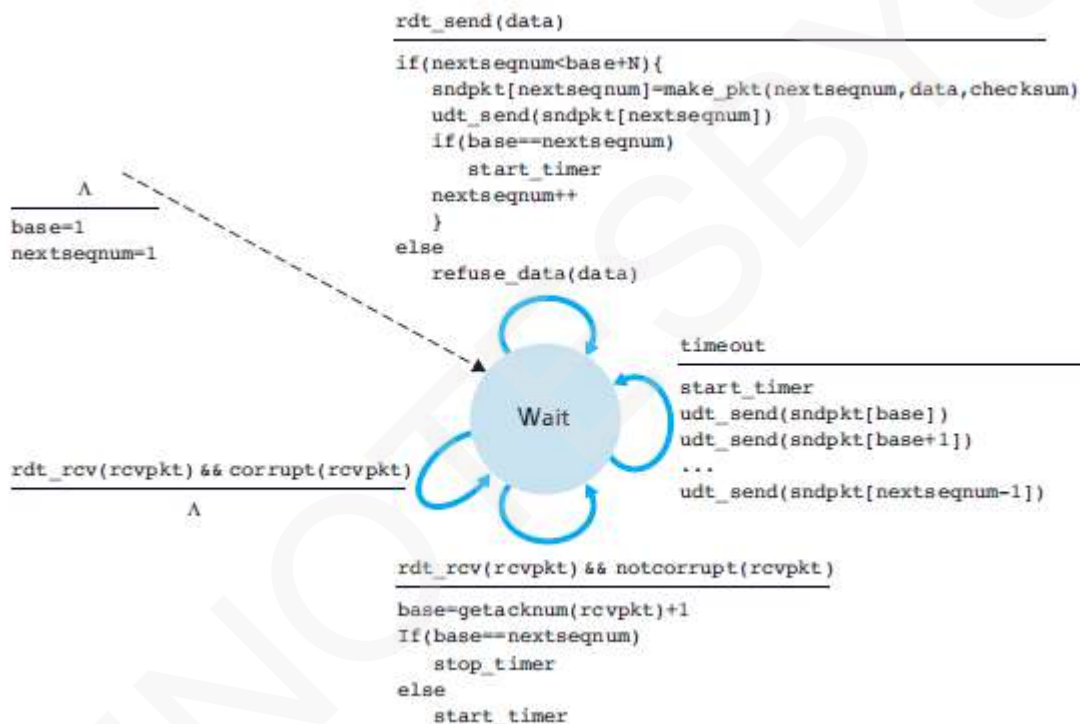 rdt_send(data)
if(nextseqnum<base+N){
sndpkt[nextseqnum]=make_pkt(nextseqnum,data,checksum)
udt_send(sndpkt[nextseqnum])
if(base==nextseqnum)
start_timer
nextseqnum++
}
else
refuse_data(data)
Λ
base=1
nextseqnum=1
Wait
timeout
start_timer
udt_send(sndpkt[base])
udt_send(sndpkt[base+1])
...
udt_send(sndpkt[nextseqnum-1])
rdt_rcv(rcvpkt) && corrupt(rcvpkt)
Λ
rdt_rcv(rcvpkt) && notcorrupt(rcvpkt)
base=getacknum(rcvpkt)+1
If(base==nextseqnum)
stop_timer
else
start_timer
NOTESBY